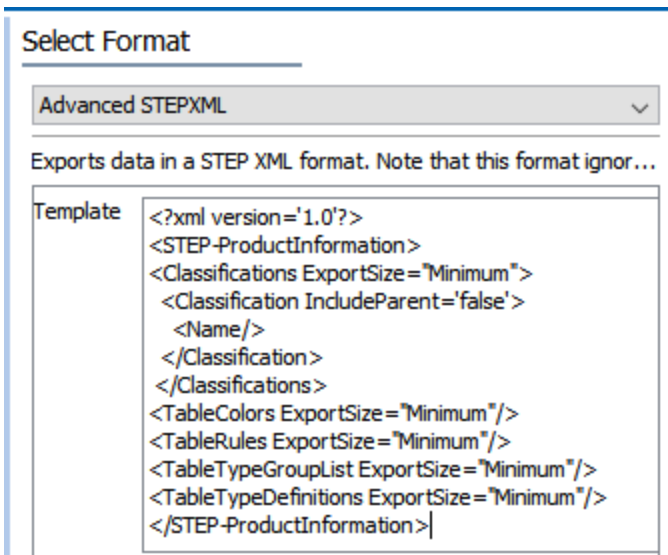 Select Format
Advanced STEPXML
Exports data in a STEP XML format. Note that this format ignor...
Template
<?xml version='1.0'?>
<STEP-ProductInformation>
<Classifications ExportSize="Minimum">
<Classification IncludeParent='false'>
<Name/>
</Classification>
</Classifications>
<TableColors ExportSize="Minimum"/>
<TableRules ExportSize="Minimum"/>
<TableTypeGroupList ExportSize="Minimum"/>
<TableTypeDefinitions ExportSize="Minimum"/>
</STEP-ProductInformation>